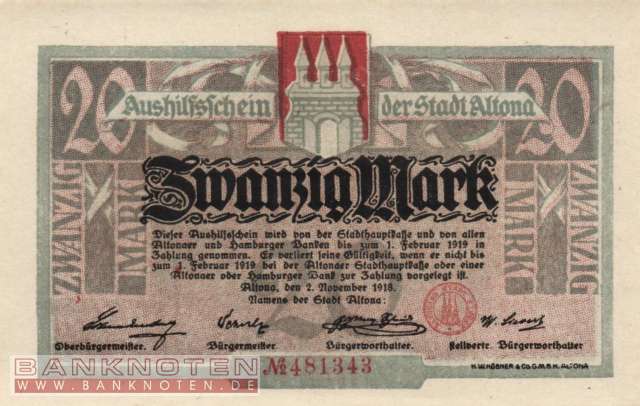 20
20
Aushilfsschein der Stadt Altona
ZWANZIG
MARK
MARK
ZWANZIG
Zwanzig Mark
Dieser Aushilfsschein wird von der Stadthauptkasse und von allen
Altonaer und Hamburger Banken bis zum 1. Februar 1919 in
Zahlung genommen. Er verliert seine Gültigkeit, wenn er nicht bis
zum 1. Februar 1919 bei der Altonaer Stadthauptkasse oder einer
Altonaer oder Hamburger Bank zur Zahlung vorgelegt ist.
Altona, den 2. November 1918.
Namens der Stadt Altona:
Oberbürgermeister. Bürgermeister. Bürgerworthalter. Stellvertr. Bürgerworthalter.
№481343
H.W. KÖBNER & CO. G.M.B.H. ALTONA
BANKNOTEN
WWW.BANKNOTEN.DE